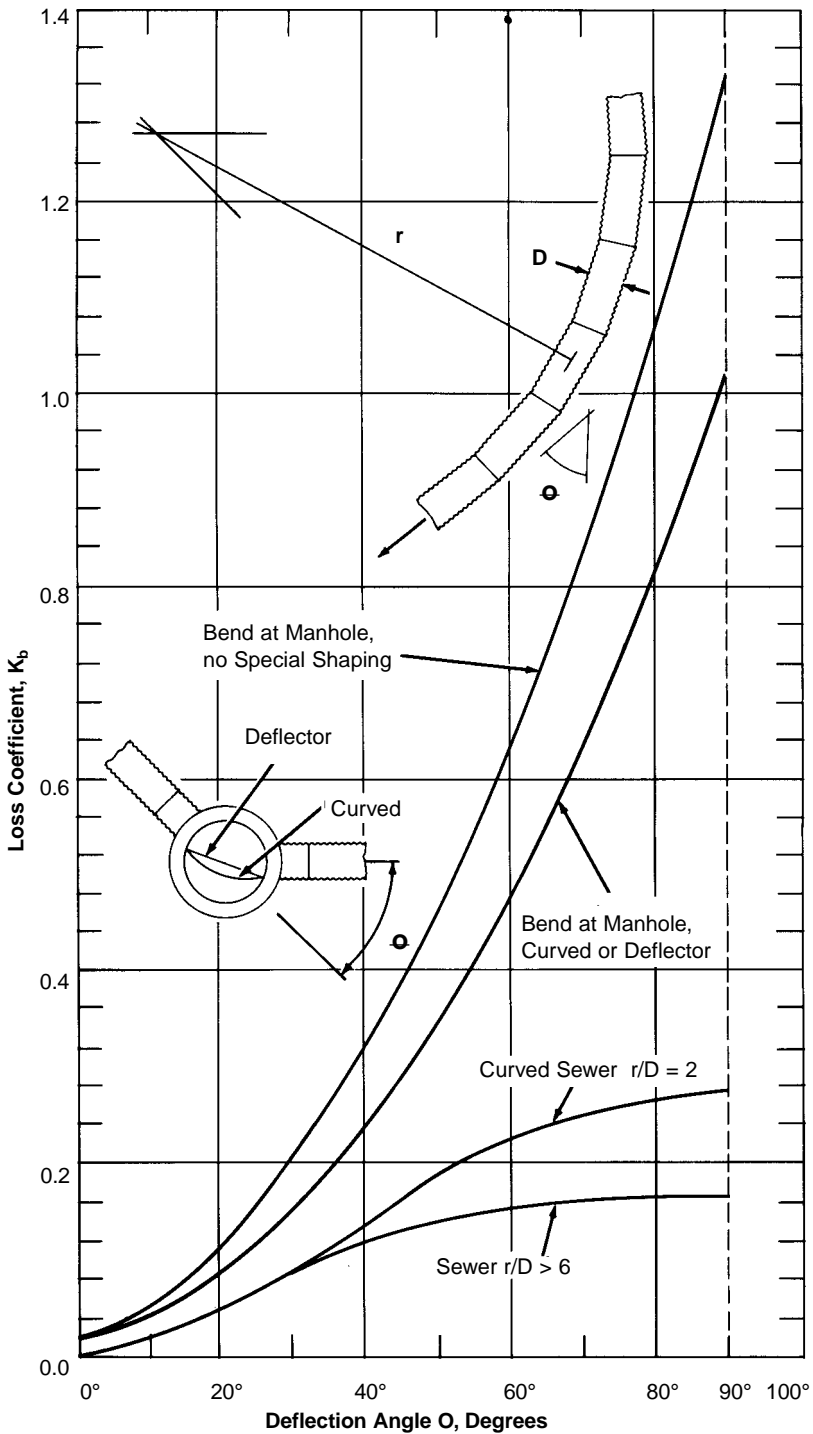 1.4
1.2
1.0
0.8
0.6
0.4
0.2
0.0
Loss Coefficient, Kb
r
D
O
Bend at Manhole,
no Special Shaping
Deflector
Curved
O
Bend at Manhole,
Curved or Deflector
Curved Sewer r/D = 2
Sewer r/D > 6
0° 20° 40° 60° 80° 90° 100°
Deflection Angle O, Degrees